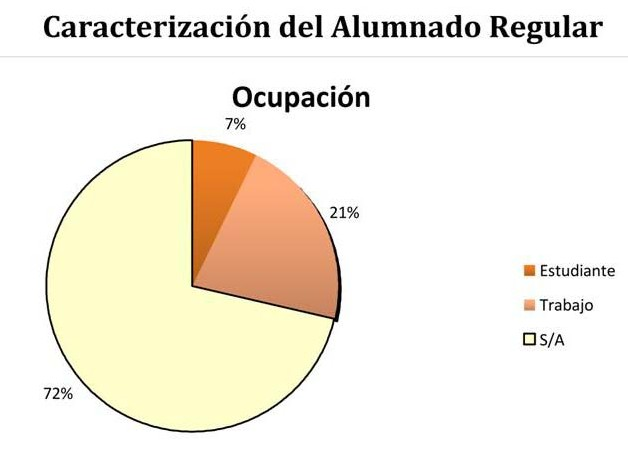 Caracterización del Alumnado Regular
Ocupación
7%
21%
72%
Estudiante
Trabajo
S/A